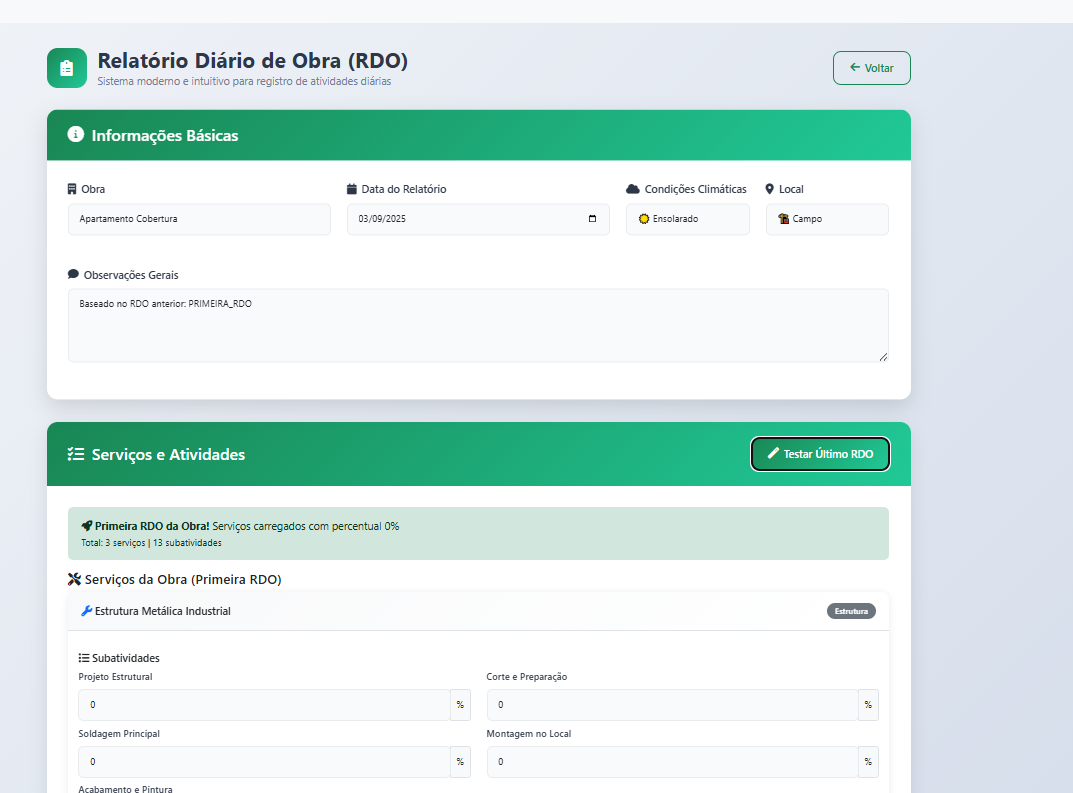 Relatório Diário de Obra (RDO)
Sistema moderno e intuitivo para registro de atividades diárias
Voltar
Informações Básicas
Obra
Data do Relatório
Condições Climáticas
Local
Apartamento Cobertura
03/09/2025
Ensolarado
Campo
Observações Gerais
Baseado no RDO anterior: PRIMEIRA_RDO
Serviços e Atividades
Testar Último RDO
Primeira RDO da Obra! Serviços carregados com percentual 0%
Total: 3 serviços | 13 subatividades
Serviços da Obra (Primeira RDO)
Estrutura Metálica Industrial
Estrutura
Subatividades
Projeto Estrutural
Corte e Preparação
0 %
0 %
Soldagem Principal
Montagem no Local
0 %
0 %
Acabamento e Pintura